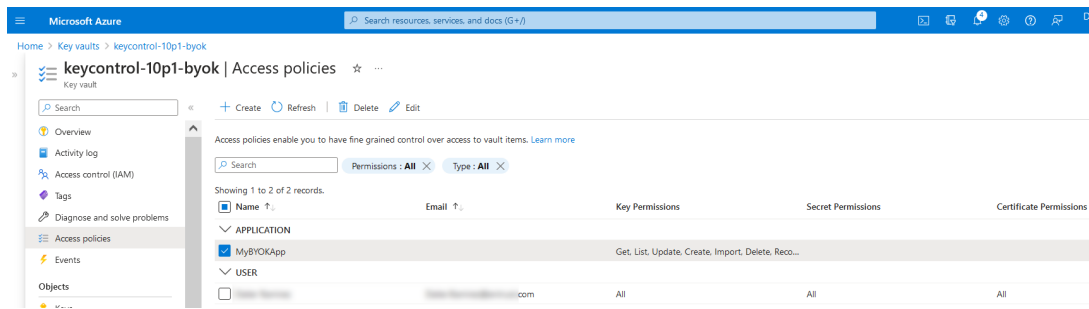 Microsoft Azure
Search resources, services, and docs (G+/)
4
Home > Key vaults > keycontrol-10p1-byok
keycontrol-10p1-byok | Access policies
Key vault
Search
Create Refresh Delete Edit
Overview
Activity log
Access control (IAM)
Tags
Diagnose and solve problems
Access policies
Events
Objects
Access policies enable you to have fine grained control over access to vault items. Learn more
Search
Permissions : All
Type : All
Showing 1 to 2 of 2 records.
Name Email Key Permissions Secret Permissions Certificate Permissions
APPLICATION
MyBYOKApp Get, List, Update, Create, Import, Delete, Reco...
USER
com All All All